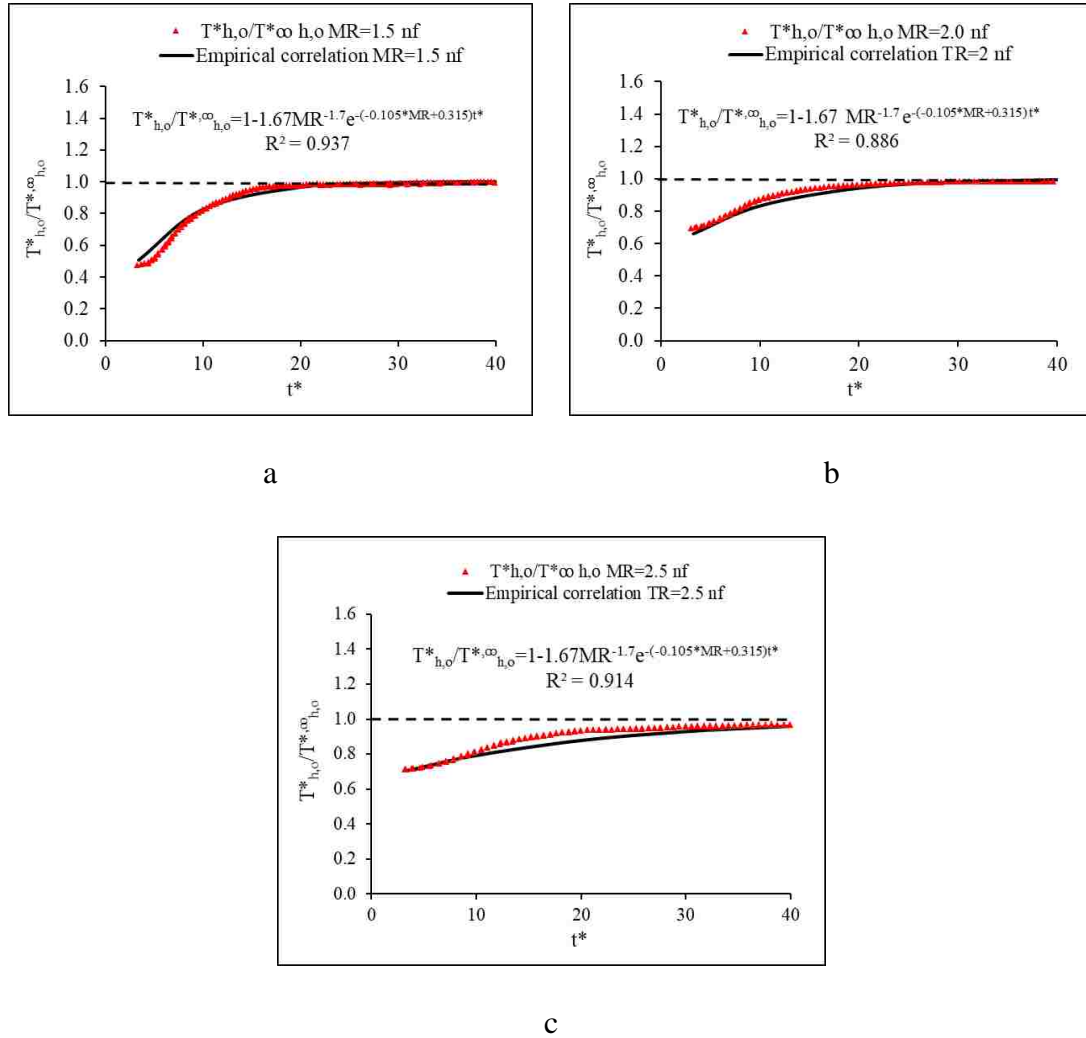 T*h,o/T*∞ h,o MR=1.5 nf
Empirical correlation MR=1.5 nf
1.6
1.4
1.2
1.0
0.8
0.6
0.4
0.2
0.0
T*h,o/T*,∞h,o
T*h,o/T*,∞h,o=1-1.67MR-1.7e-(-0.105*MR+0.315)t*
R² = 0.937
0 10 20 30 40
t*
a
T*h,o/T*∞ h,o MR=2.0 nf
Empirical correlation TR=2 nf
1.6
1.4
1.2
1.0
0.8
0.6
0.4
0.2
0.0
T*h,o/T*,∞h,o
T*h,o/T*,∞h,o=1-1.67 MR-1.7e-(-0.105*MR+0.315)t*
R² = 0.886
0 10 20 30 40
t*
b
T*h,o/T*∞ h,o MR=2.5 nf
Empirical correlation TR=2.5 nf
1.6
1.4
1.2
1.0
0.8
0.6
0.4
0.2
0.0
T*h,o/T*,∞h,o
T*h,o/T*,∞h,o=1-1.67MR-1.7e-(-0.105*MR+0.315)t*
R² = 0.914
0 10 20 30 40
t*
c